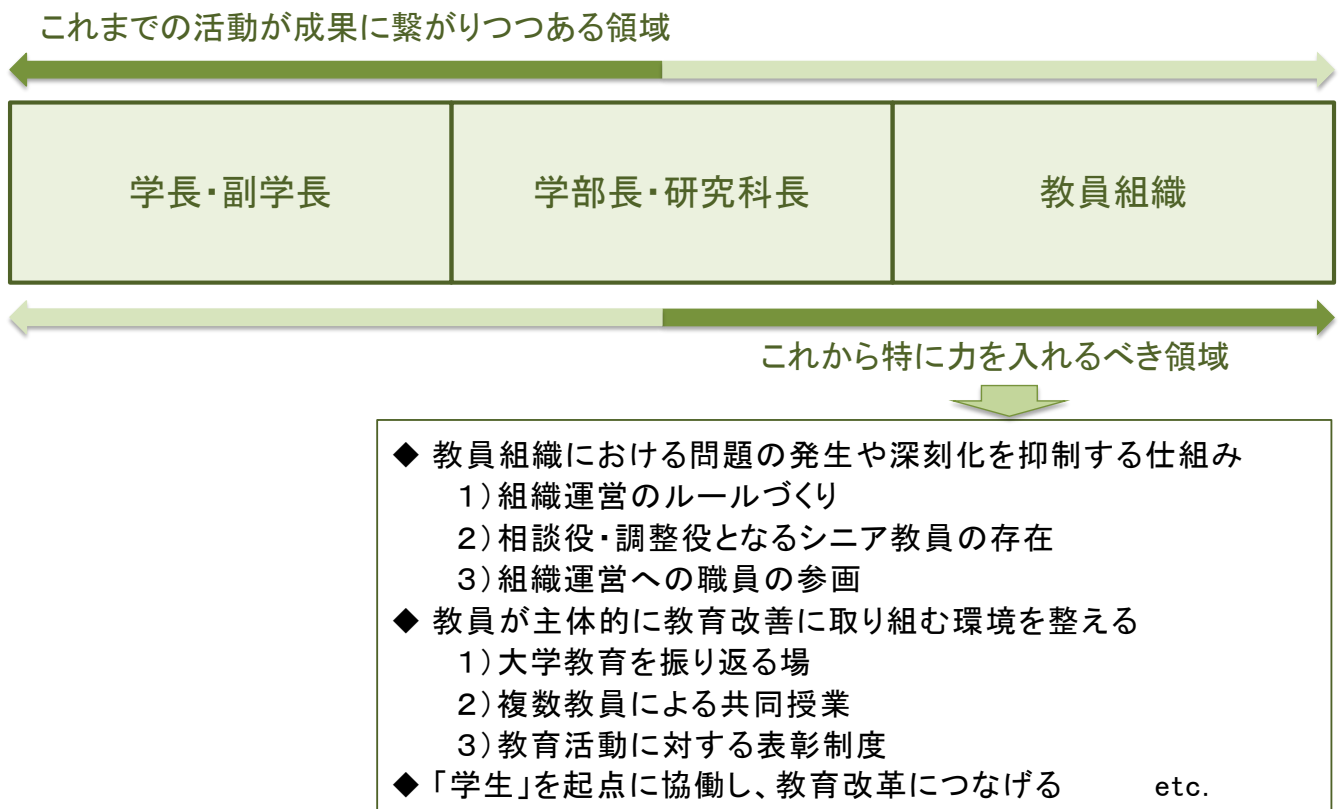 これまでの活動が成果に繋がりつつある領域
学長・副学長
学部長・研究科長
教員組織
これから特に力を入れるべき領域
◆ 教員組織における問題の発生や深刻化を抑制する仕組み
1）組織運営のルールづくり
2）相談役・調整役となるシニア教員の存在
3）組織運営への職員の参画
◆ 教員が主体的に教育改善に取り組む環境を整える
1）大学教育を振り返る場
2）複数教員による共同授業
3）教育活動に対する表彰制度
◆ 「学生」を起点に協働し、教育改革につなげる etc.